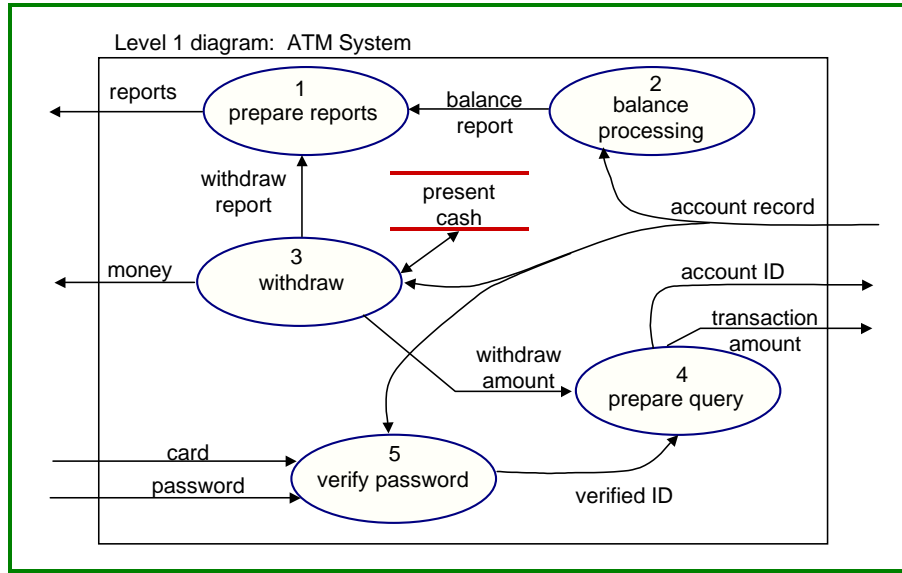 Level 1 diagram:  ATM System
reports
1
prepare reports
balance
report
2
balance
processing
withdraw
report
present
cash
account record
money
3
withdraw
account ID
transaction
amount
withdraw
amount
4
prepare query
card
password
5
verify password
verified ID